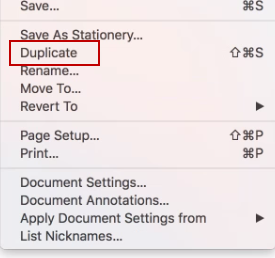 Save... ⌘S
Save As Stationery...
Duplicate ⇧⌘S
Rename...
Move To...
Revert To ▶
Page Setup... ⇧⌘P
Print... ⌘P
Document Settings...
Document Annotations...
Apply Document Settings from ▶
List Nicknames...